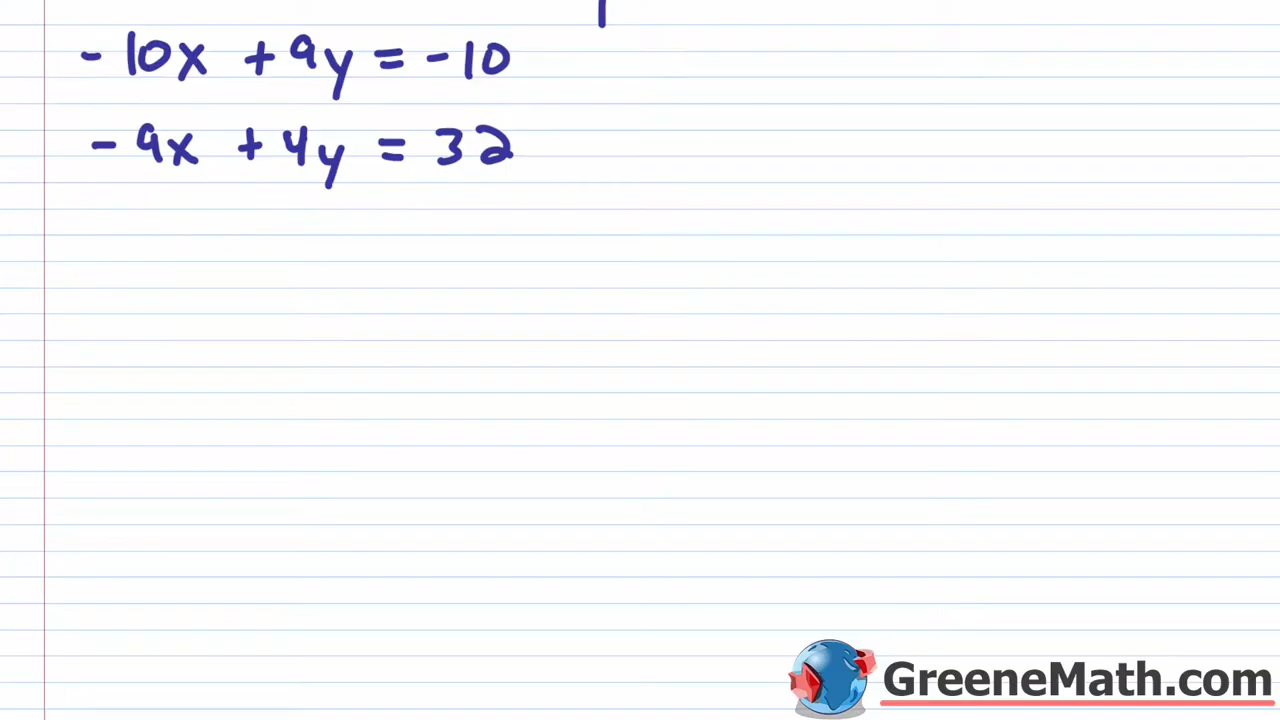 -10x + 9y = -10
-9x + 4y = 32
GreeneMath.com